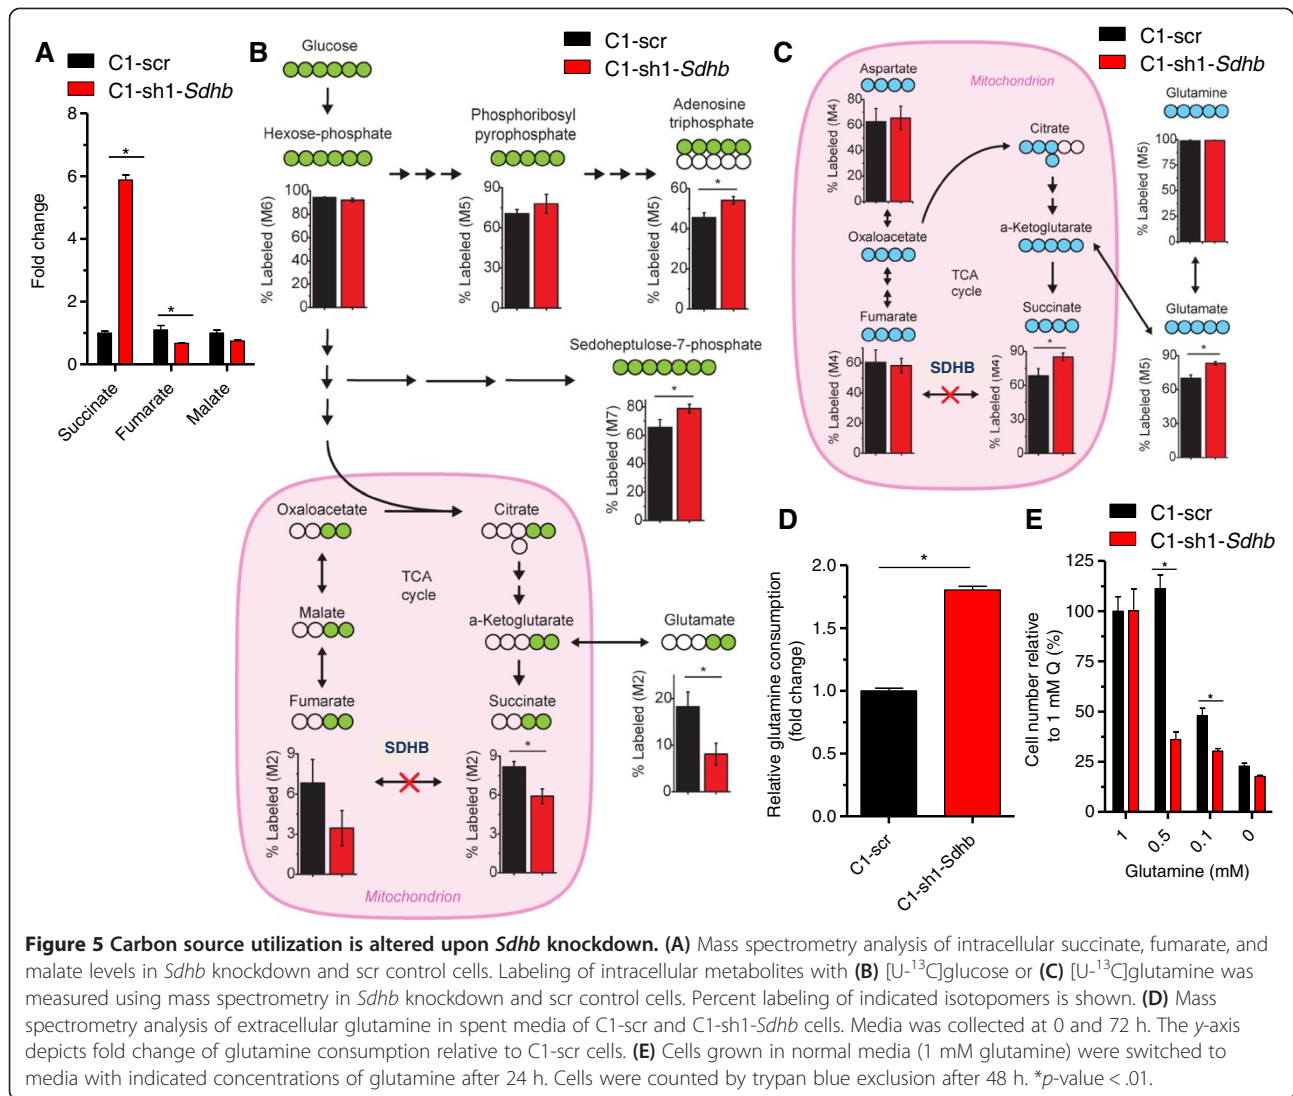 A
C1-scr
C1-sh1-Sdhb
Fold change
8
6
4
2
0
*
*
Succinate
Fumarate
Malate
B
C1-scr
C1-sh1-Sdhb
Glucose
Hexose-phosphate
% Labeled (M6)
100
80
60
40
20
0
Phosphoribosyl
pyrophosphate
% Labeled (M5)
90
60
30
0
Adenosine
triphosphate
% Labeled (M5)
60
40
20
0
*
Sedoheptulose-7-phosphate
% Labeled (M7)
80
60
40
20
0
*
Oxaloacetate
Citrate
TCA
cycle
Malate
a-Ketoglutarate
Glutamate
% Labeled (M2)
20
10
0
*
Fumarate
Succinate
SDHB
% Labeled (M2)
9
6
3
0
% Labeled (M2)
9
6
3
0
*
Mitochondrion
C
C1-scr
C1-sh1-Sdhb
Mitochondrion
Aspartate
% Labeled (M4)
80
60
40
20
0
Citrate
Glutamine
% Labeled (M5)
100
75
50
25
0
Oxaloacetate
a-Ketoglutarate
TCA
cycle
Fumarate
Succinate
Glutamate
SDHB
% Labeled (M4)
80
60
40
20
0
% Labeled (M4)
90
60
30
0
*
% Labeled (M5)
90
60
30
0
*
D
Relative glutamine consumption
(fold change)
2.0
1.5
1.0
0.5
0.0
*
C1-scr
C1-sh1-Sdhb
E
C1-scr
C1-sh1-Sdhb
Cell number relative
to 1 mM Q (%)
125
100
75
50
25
0
*
*
1
0.5
0.1
0
Glutamine (mM)
Figure 5 Carbon source utilization is altered upon Sdhb knockdown. (A) Mass spectrometry analysis of intracellular succinate, fumarate, and
malate levels in Sdhb knockdown and scr control cells. Labeling of intracellular metabolites with (B) [U-¹³C]glucose or (C) [U-¹³C]glutamine was
measured using mass spectrometry in Sdhb knockdown and scr control cells. Percent labeling of indicated isotopomers is shown. (D) Mass
spectrometry analysis of extracellular glutamine in spent media of C1-scr and C1-sh1-Sdhb cells. Media was collected at 0 and 72 h. The y-axis
depicts fold change of glutamine consumption relative to C1-scr cells. (E) Cells grown in normal media (1 mM glutamine) were switched to
media with indicated concentrations of glutamine after 24 h. Cells were counted by trypan blue exclusion after 48 h. *p-value < .01.